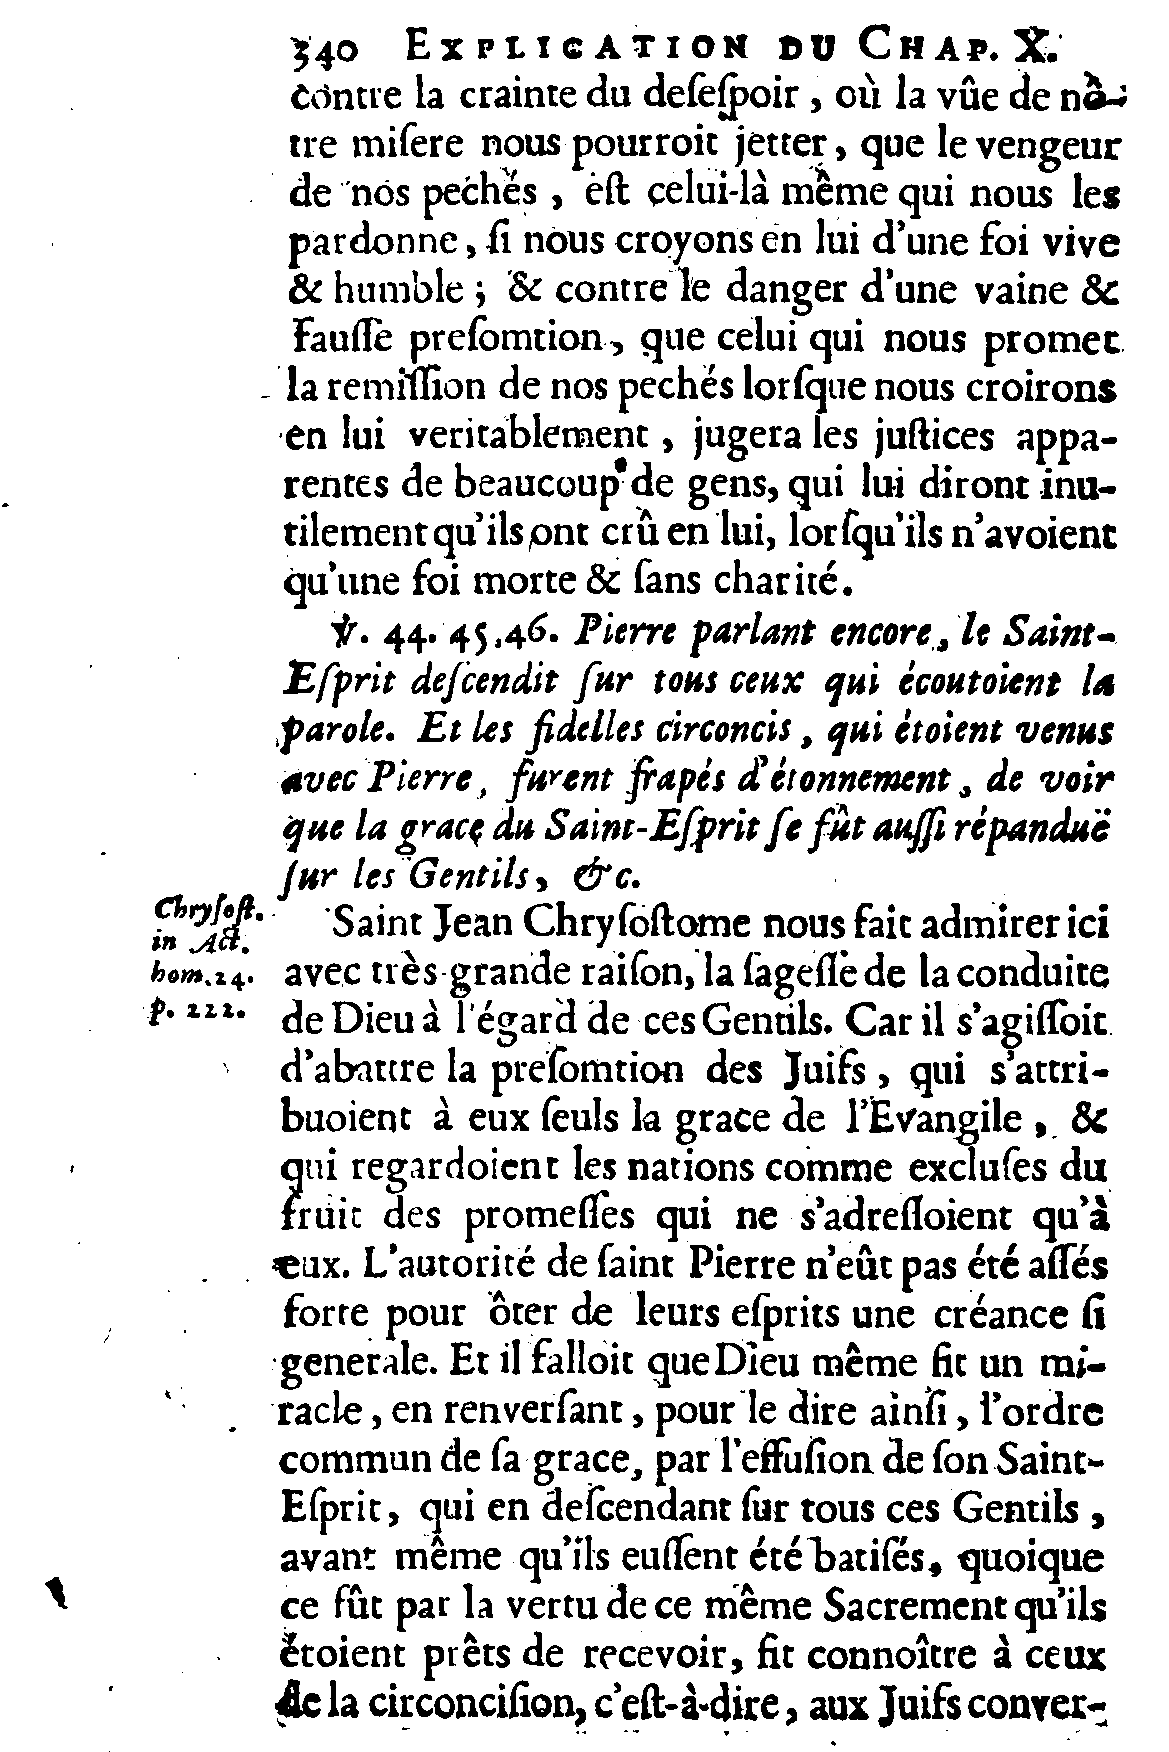 340 EXPLICATION DU CHAP. X.
contre la crainte du deſeſpoir, où la vûe de nô-
tre miſere nous pourroit jetter, que le vengeur
de nos pechés, eſt celui-là même qui nous les
pardonne, ſi nous croyons en lui d'une foi vive
& humble; & contre le danger d'une vaine &
fauſſe preſomtion, que celui qui nous promet
la remiſſion de nos pechés lorſque nous croirons
en lui veritablement, jugera les juſtices appa-
rentes de beaucoup de gens, qui lui diront inu-
tilement qu'ils ont crû en lui, lorſqu'ils n'avoient
qu'une foi morte & ſans charité.
℣. 44. 45. 46. Pierre parlant encore, le Saint-
Eſprit deſcendit ſur tous ceux qui écoutoient la
parole. Et les fidelles circoncis, qui étoient venus
avec Pierre, furent frapés d'étonnement, de voir
que la grace du Saint-Eſprit ſe fût auſſi répanduë
ſur les Gentils, &c.
Chryſoſt.
in Act.
hom. 24.
p. 222.
Saint Jean Chryſoſtome nous fait admirer ici
avec très-grande raiſon, la ſageſſe de la conduite
de Dieu à l'égard de ces Gentils. Car il s'agiſſoit
d'abattre la preſomtion des Juifs, qui s'attri-
buoient à eux ſeuls la grace de l'Evangile, &
qui regardoient les nations comme excluſes du
fruit des promeſſes qui ne s'adreſſoient qu'à
eux. L'autorité de ſaint Pierre n'eût pas été aſſés
forte pour ôter de leurs eſprits une créance ſi
generale. Et il falloit que Dieu même fit un mi-
racle, en renverſant, pour le dire ainſi, l'ordre
commun de ſa grace, par l'effuſion de ſon Saint-
Eſprit, qui en deſcendant ſur tous ces Gentils,
avant même qu'ils euſſent été batiſés, quoique
ce fût par la vertu de ce même Sacrement qu'ils
étoient prêts de recevoir, fit connoître à ceux
de la circonciſion, c'eſt-à-dire, aux Juifs conver-